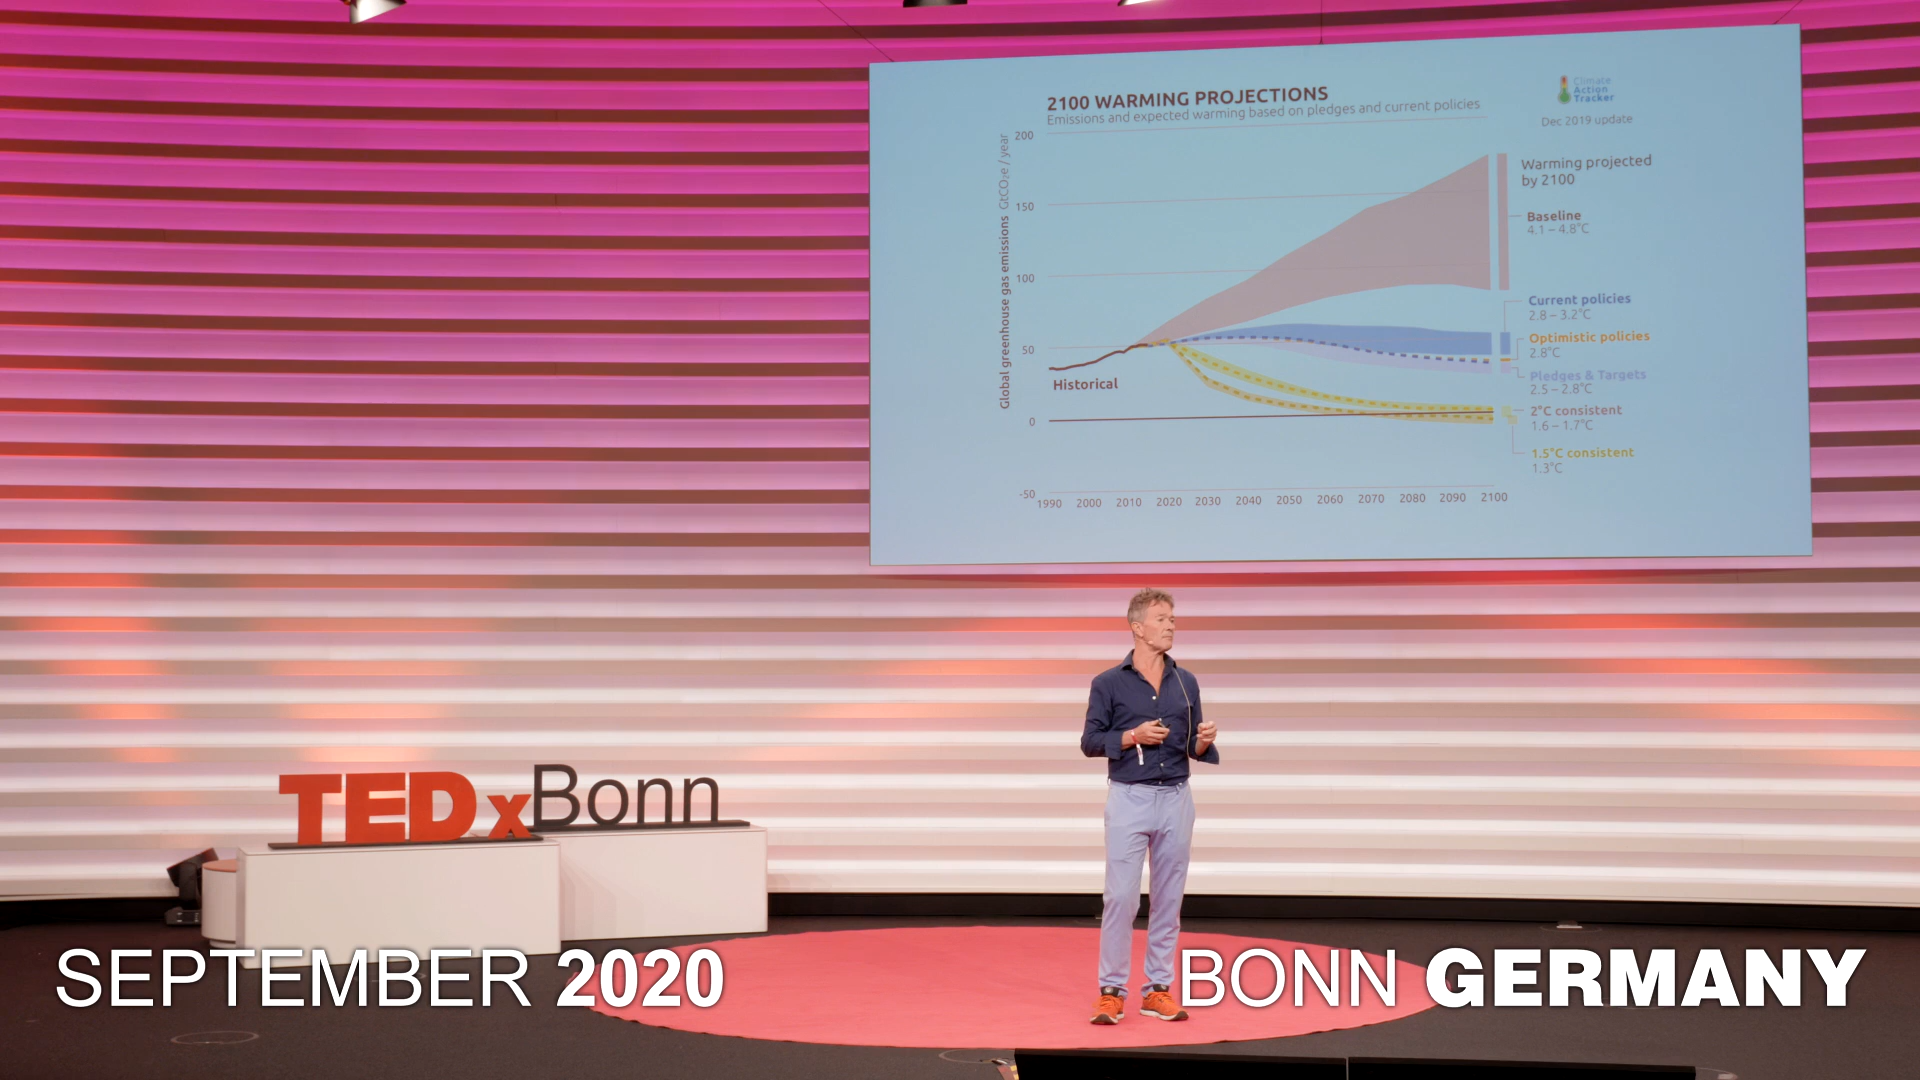 2100 WARMING PROJECTIONS
Emissions and expected warming based on pledges and current policies
Climate
Action
Tracker
Dec 2019 update
Global greenhouse gas emissions GtCO₂e / year
200
150
100
50
0
-50
Historical
1990 2000 2010 2020 2030 2040 2050 2060 2070 2080 2090 2100
Warming projected
by 2100
Baseline
4.1 – 4.8°C
Current policies
2.8 – 3.2°C
Optimistic policies
2.8°C
Pledges & Targets
2.5 – 2.8°C
2°C consistent
1.6 – 1.7°C
1.5°C consistent
1.3°C
TEDxBonn
SEPTEMBER 2020
BONN GERMANY